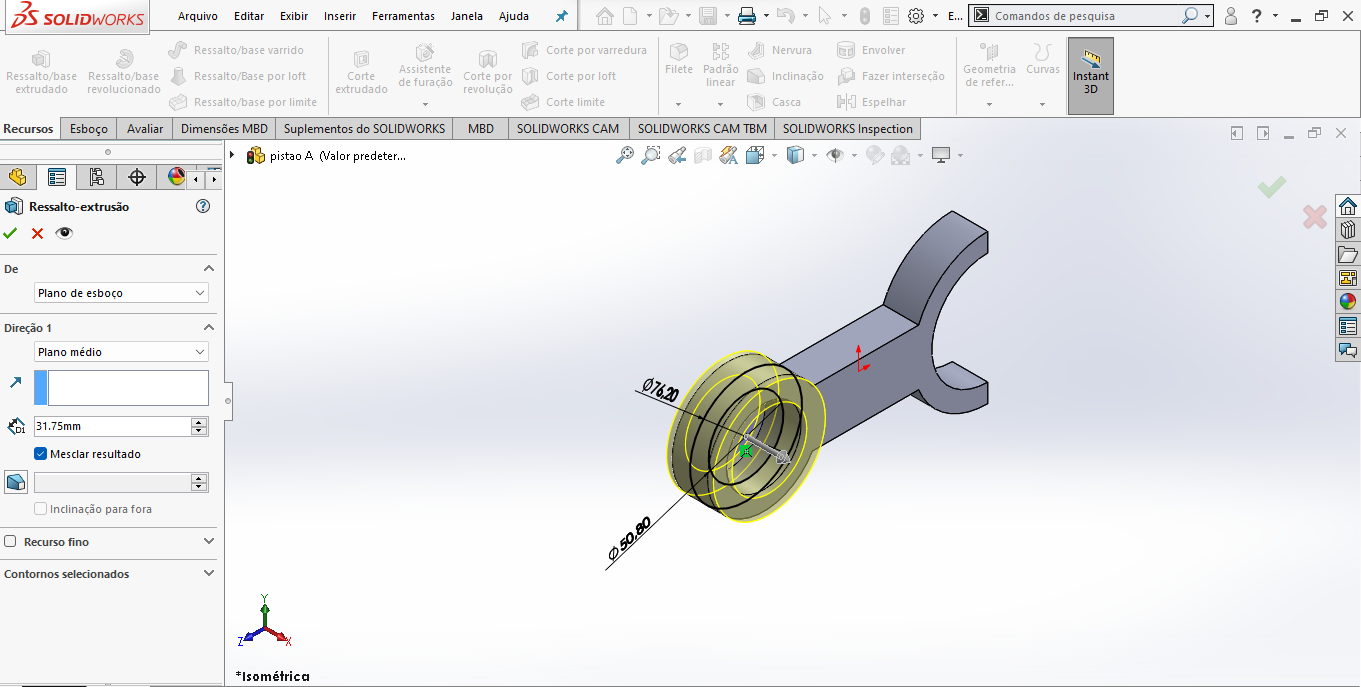 SOLIDWORKS
Arquivo Editar Exibir Inserir Ferramentas Janela Ajuda
E...
Comandos de pesquisa
?
Ressalto/base extrudado
Ressalto/base revolucionado
Ressalto/base varrido
Ressalto/Base por loft
Ressalto/base por limite
Corte extrudado
Assistente de furação
Corte por revolução
Corte por varredura
Corte por loft
Corte limite
Filete
Padrão linear
Nervura
Inclinação
Casca
Envolver
Fazer interseção
Espelhar
Geometria de refer...
Curvas
Instant 3D
Recursos Esboço Avaliar Dimensões MBD Suplementos do SOLIDWORKS MBD SOLIDWORKS CAM SOLIDWORKS CAM TBM SOLIDWORKS Inspection
pistao A (Valor predeter...
Ressalto-extrusão
?
De
Plano de esboço
Direção 1
Plano médio
D1
31.75mm
Mesclar resultado
Inclinação para fora
Recurso fino
Contornos selecionados
Ø76,20
Ø 50,80
Y
Z
X
*Isométrica